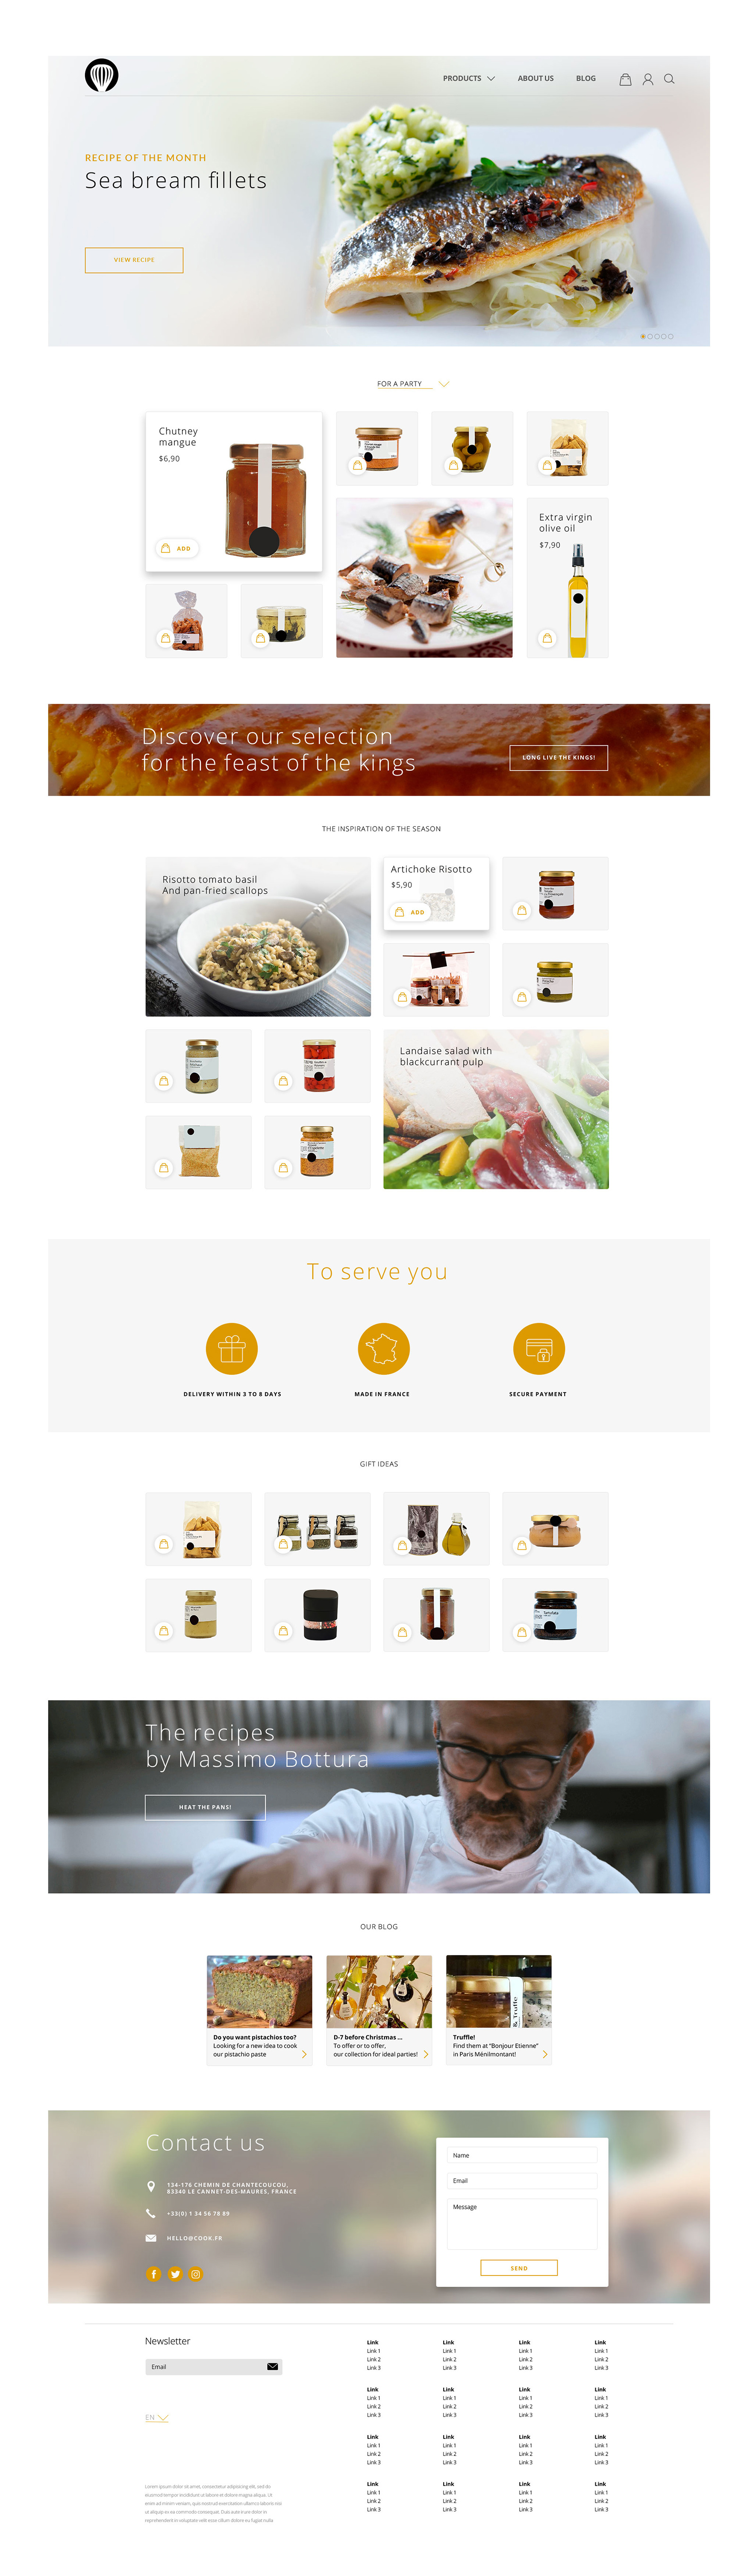 PRODUCTS
ABOUT US
BLOG
RECIPE OF THE MONTH
Sea bream fillets
VIEW RECIPE
FOR A PARTY
Chutney
mangue
$6,90
ADD
Extra virgin
olive oil
$7,90
Discover our selection
for the feast of the kings
LONG LIVE THE KINGS!
THE INSPIRATION OF THE SEASON
Risotto tomato basil
And pan-fried scallops
Artichoke Risotto
$5,90
ADD
Landaise salad with
blackcurrant pulp
To serve you
DELIVERY WITHIN 3 TO 8 DAYS
MADE IN FRANCE
SECURE PAYMENT
GIFT IDEAS
The recipes
by Massimo Bottura
HEAT THE PANS!
OUR BLOG
& Truffe
Do you want pistachios too?
Looking for a new idea to cook
our pistachio paste
D-7 before Christmas ...
To offer or to offer,
our collection for ideal parties!
Truffle!
Find them at "Bonjour Etienne"
in Paris Ménilmontant!
Contact us
134-176 CHEMIN DE CHANTECOUCOU,
83340 LE CANNET-DES-MAURES, FRANCE
+33(0) 1 34 56 78 89
HELLO@COOK.FR
Name
Email
Message
SEND
Newsletter
Email
EN
Lorem ipsum dolor sit amet, consectetur adipiscing elit, sed do
eiusmod tempor incididunt ut labore et dolore magna aliqua. Ut
enim ad minim veniam, quis nostrud exercitation ullamco laboris nisi
ut aliquip ex ea commodo consequat. Duis aute irure dolor in
reprehenderit in voluptate velit esse cillum dolore eu fugiat nulla
Link
Link 1
Link 2
Link 3
Link
Link 1
Link 2
Link 3
Link
Link 1
Link 2
Link 3
Link
Link 1
Link 2
Link 3
Link
Link 1
Link 2
Link 3
Link
Link 1
Link 2
Link 3
Link
Link 1
Link 2
Link 3
Link
Link 1
Link 2
Link 3
Link
Link 1
Link 2
Link 3
Link
Link 1
Link 2
Link 3
Link
Link 1
Link 2
Link 3
Link
Link 1
Link 2
Link 3
Link
Link 1
Link 2
Link 3
Link
Link 1
Link 2
Link 3
Link
Link 1
Link 2
Link 3
Link
Link 1
Link 2
Link 3